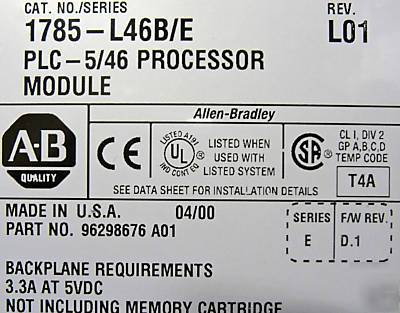 CAT. NO./SERIES
REV.
1785-L46B/E
L01
PLC-5/46 PROCESSOR
MODULE
Allen-Bradley
A-B
QUALITY
CE
LISTED A191
UL
IND CONT EQ
LISTED WHEN
USED WITH
LISTED SYSTEM
SA
CL I, DIV 2
GP A,B,C,D
TEMP CODE
T4A
SEE DATA SHEET FOR INSTALLATION DETAILS
MADE IN U.S.A. 04/00
PART NO. 96298676 A01
SERIES
F/W REV.
E
D.1
BACKPLANE REQUIREMENTS
3.3A AT 5VDC
NOT INCLUDING MEMORY CARTRIDGE